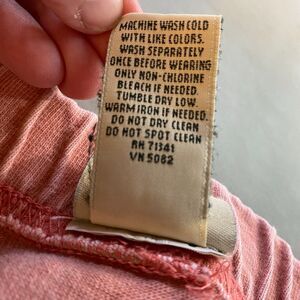 MACHINE WASH COLD
WITH LIKE COLORS.
WASH SEPARATELY
ONCE BEFORE WEARING
ONLY NON-CHLORINE
BLEACH IF NEEDED.
TUMBLE DRY LOW.
WARM IRON IF NEEDED.
DO NOT DRY CLEAN
DO NOT SPOT CLEAN
RN 71341
VN 5082